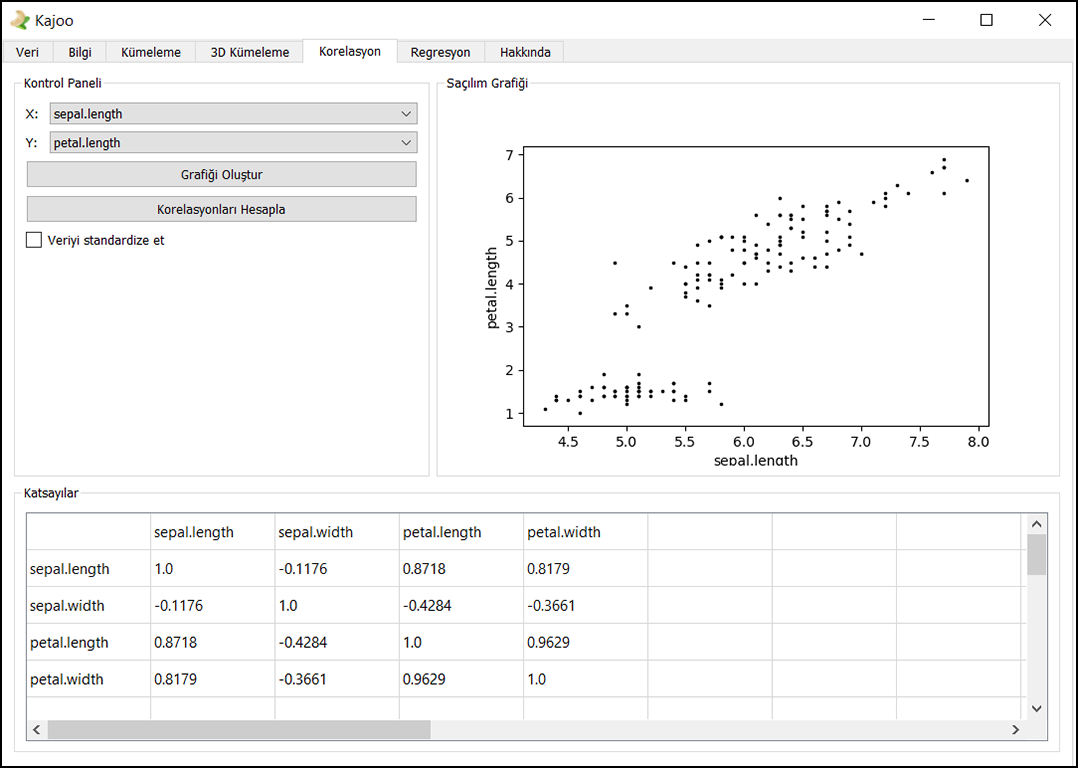 Kajoo
Veri Bilgi Kümeleme 3D Kümeleme Korelasyon Regresyon Hakkında
Kontrol Paneli
X: sepal.length
Y: petal.length
Grafiği Oluştur
Korelasyonları Hesapla
Veriyi standardize et
Saçılım Grafiği
7
6
5
4
3
2
1
petal.length
4.5 5.0 5.5 6.0 6.5 7.0 7.5 8.0
sepal.length
Katsayılar
sepal.length sepal.width petal.length petal.width
sepal.length 1.0 -0.1176 0.8718 0.8179
sepal.width -0.1176 1.0 -0.4284 -0.3661
petal.length 0.8718 -0.4284 1.0 0.9629
petal.width 0.8179 -0.3661 0.9629 1.0